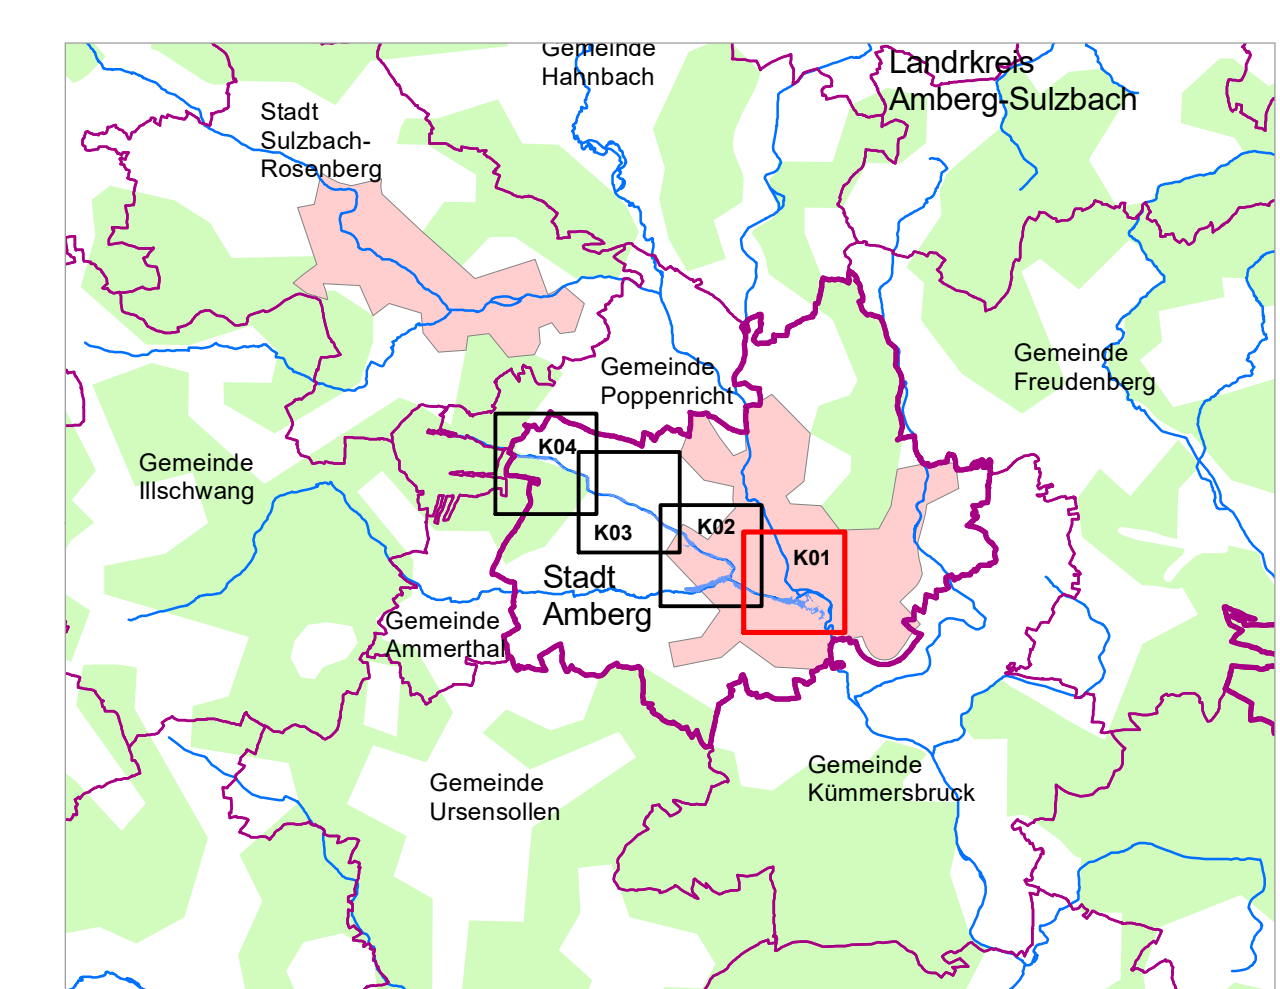 Gemeinde
Hahnbach
Landrkreis
Amberg-Sulzbach
Stadt
Sulzbach-
Rosenberg
Gemeinde
Poppenricht
Gemeinde
Freudenberg
K04
Gemeinde
Illschwang
K03
K02
K01
Stadt
Amberg
Gemeinde
Ammerthal
Gemeinde
Ursensollen
Gemeinde
Kümmersbruck